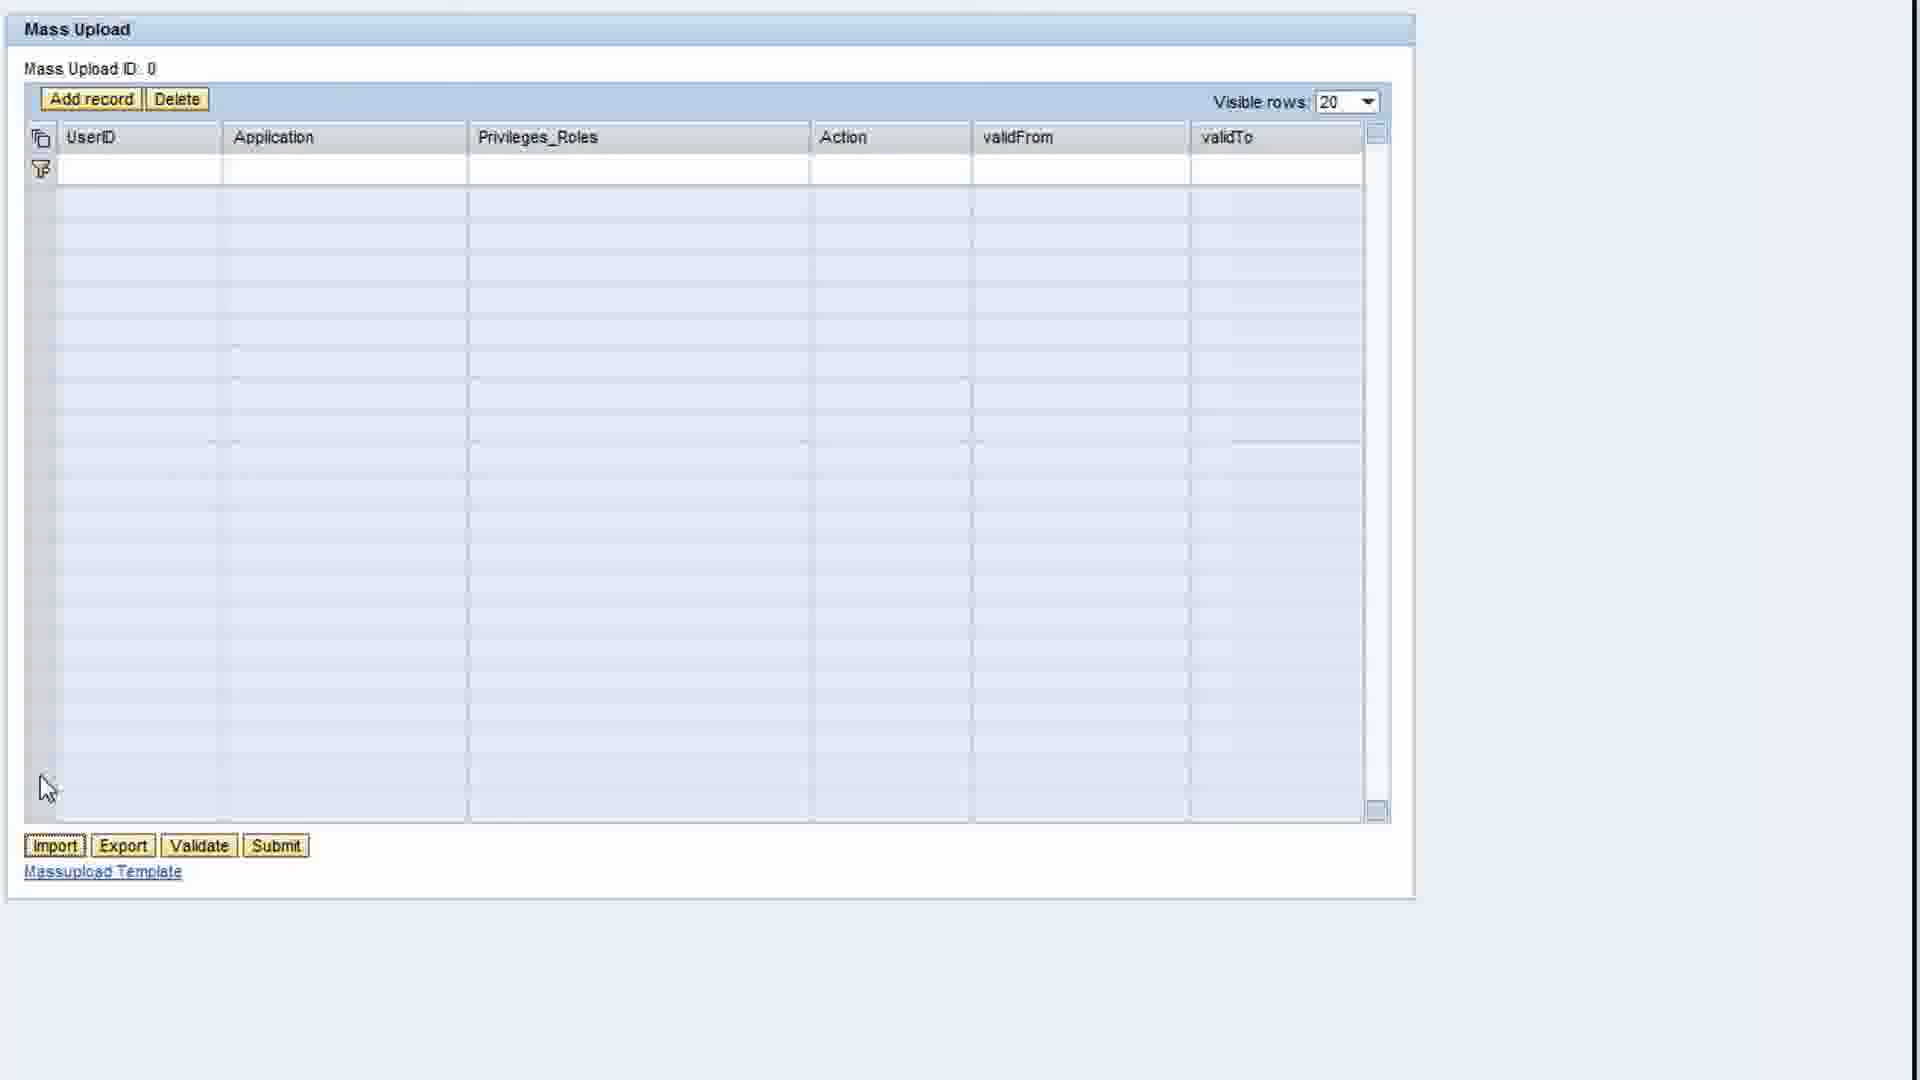 Mass Upload
Mass Upload ID: 0
Add record Delete Visible rows: 20
UserID Application Privileges_Roles Action validFrom validTo
Import Export Validate Submit
Massupload Template